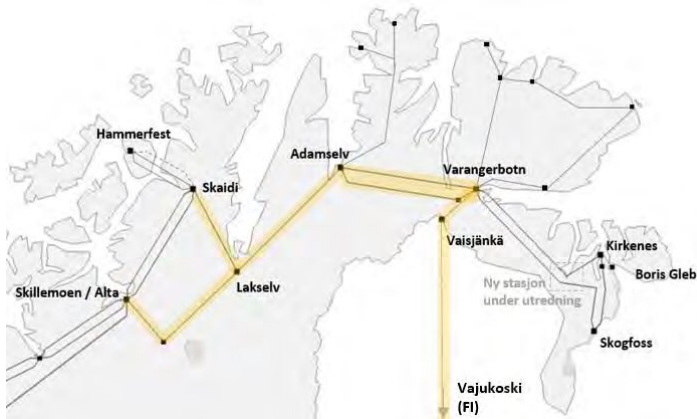 Hammerfest
Adamselv
Varangerbotn
Skaidi
Vaisjänkä
Kirkenes
Boris Gleb
Lakselv
Skillemoen / Alta
Ny stasjon
under utredning
Skogfoss
Vajukoski
(FI)